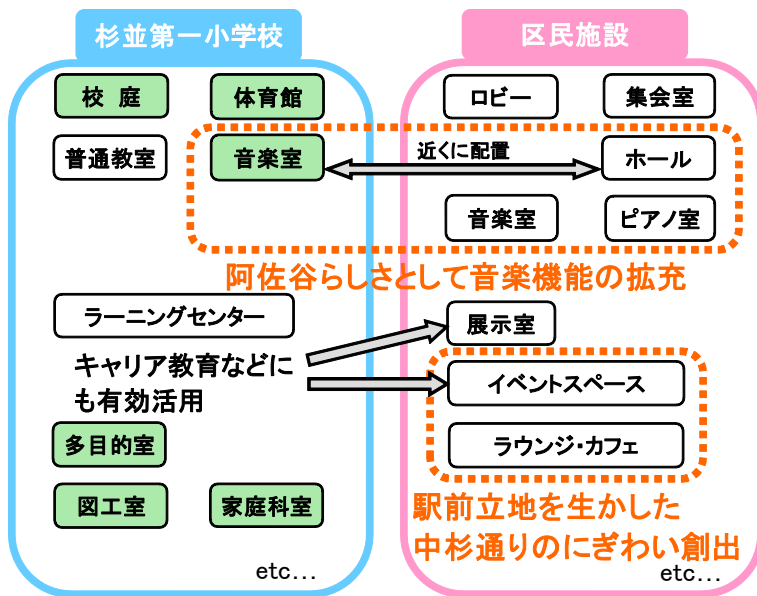 杉並第一小学校
区民施設
校 庭
体育館
ロビー
集会室
普通教室
音楽室
近くに配置
ホール
音楽室
ピアノ室
阿佐谷らしさとして音楽機能の拡充
ラーニングセンター
展示室
キャリア教育などに
も有効活用
イベントスペース
ラウンジ・カフェ
多目的室
図工室
家庭科室
駅前立地を生かした
中杉通りのにぎわい創出
etc...
etc...